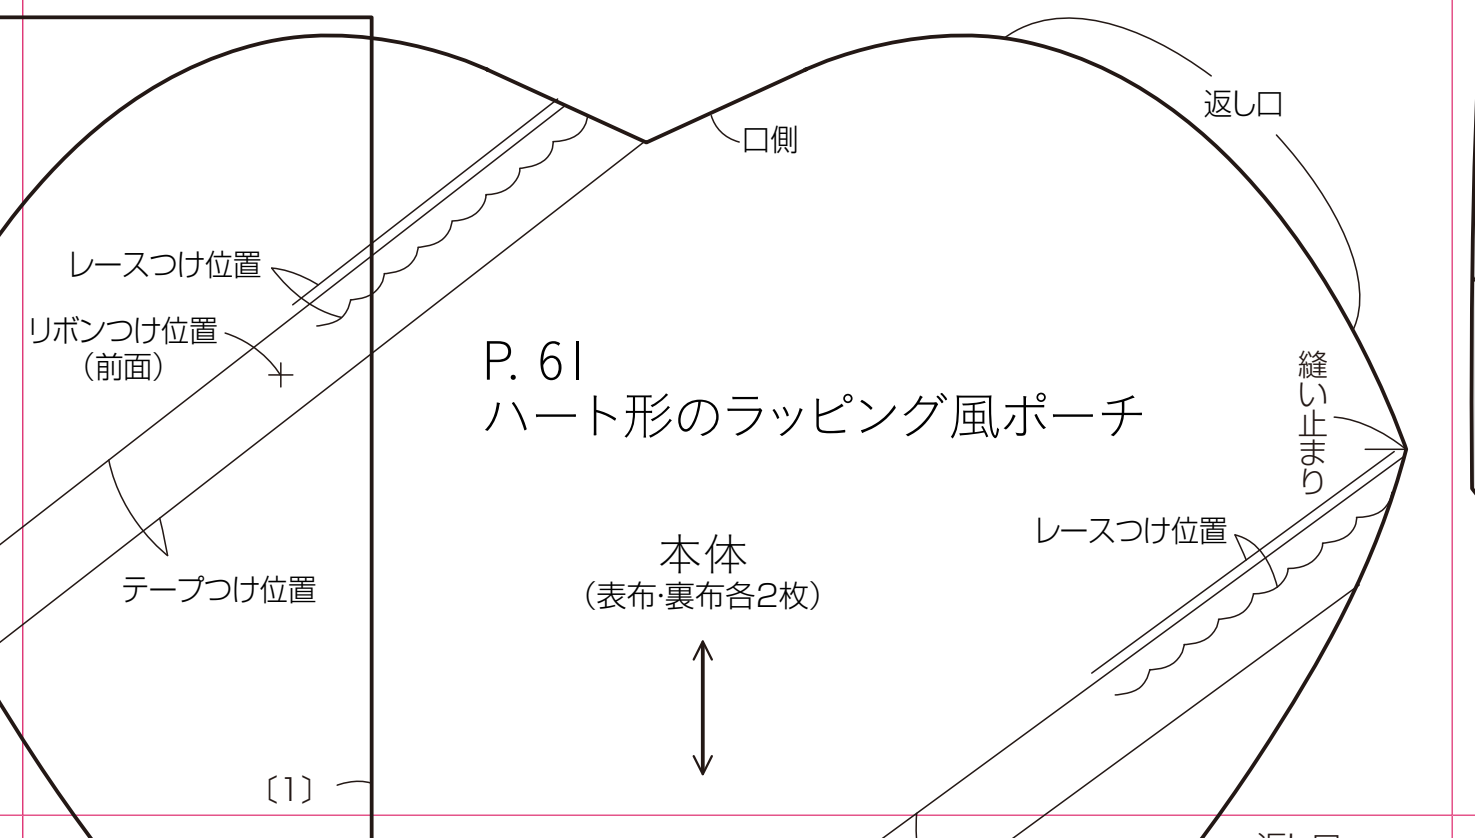 返し口
口側
レースつけ位置
リボンつけ位置
(前面)
P. 61
ハート形のラッピング風ポーチ
縫い止まり
レースつけ位置
本体
(表布・裏布各2枚)
テープつけ位置
〔1〕